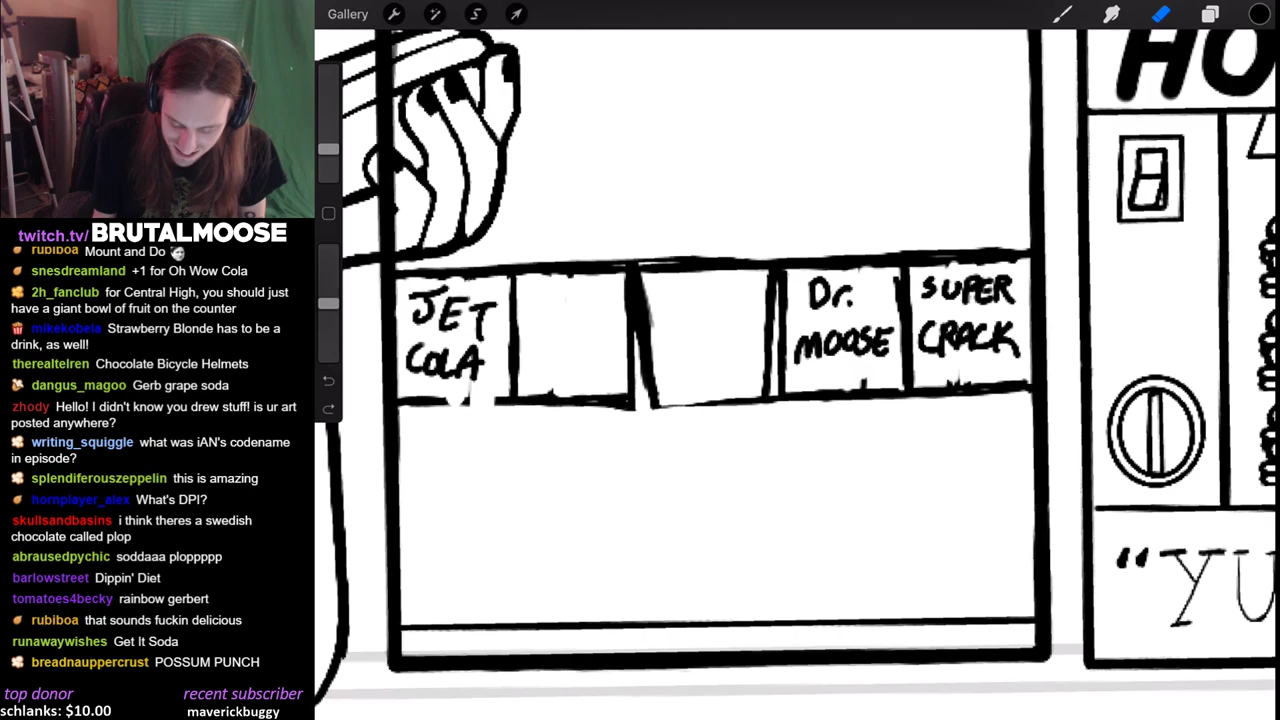 Gallery
twitch.tv/BRUTALMOOSE
rubiboa Mount and Do
snesdreamland +1 for Oh Wow Cola
2h_fanclub for Central High, you should just
have a giant bowl of fruit on the counter
mikekobela Strawberry Blonde has to be a
drink, as well!
therealtelren Chocolate Bicycle Helmets
dangus_magoo Gerb grape soda
zhody Hello! I didn't know you drew stuff! is ur art
posted anywhere?
writing_squiggle what was iAN's codename
in episode?
splendiferouszeppelin this is amazing
hornplayer_alex What's DPI?
skullsandbasins i think theres a swedish
chocolate called plop
abrausedpychic soddaaa ploppppp
barlowstreet Dippin' Diet
tomatoes4becky rainbow gerbert
rubiboa that sounds fuckin delicious
runawaywishes Get It Soda
breadnauppercrust POSSUM PUNCH
top donor
schlanks: $10.00
recent subscriber
maverickbuggy
JET
COLA
Dr.
MOOSE
SUPER
CRACK
HO
"YU